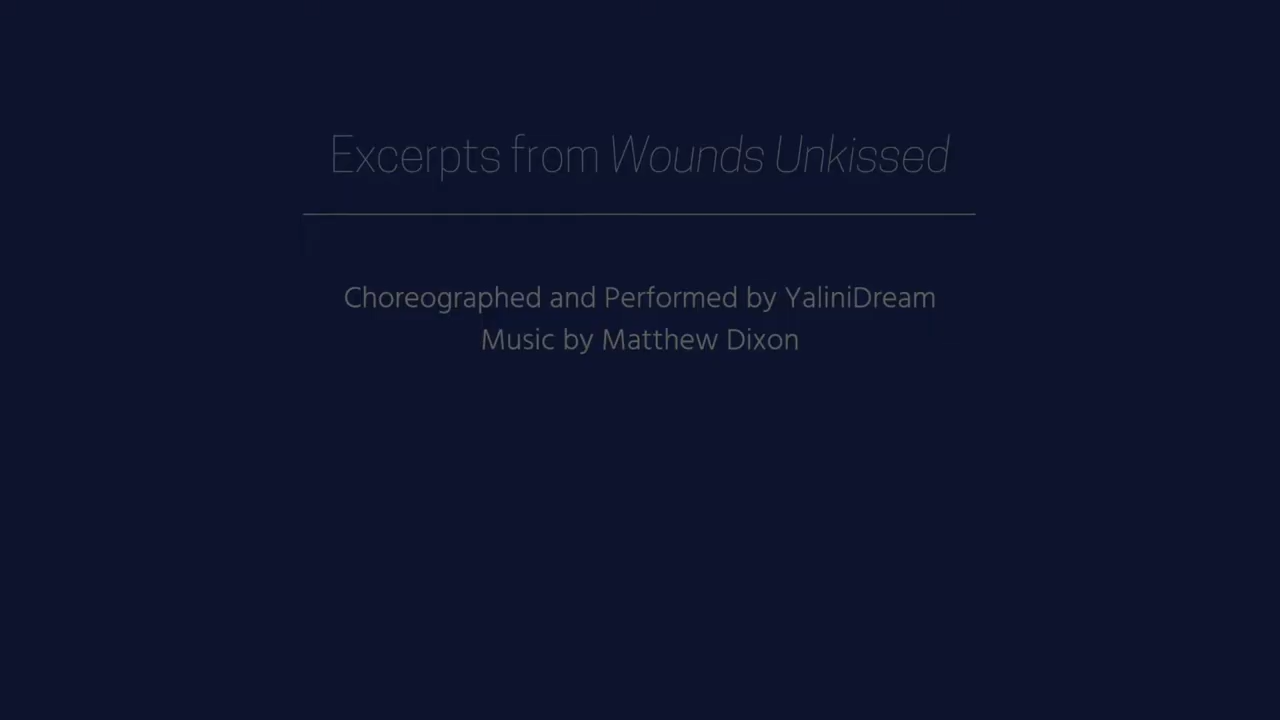 Excerpts from Wounds Unkissed
Choreographed and Performed by YaliniDream
Music by Matthew Dixon